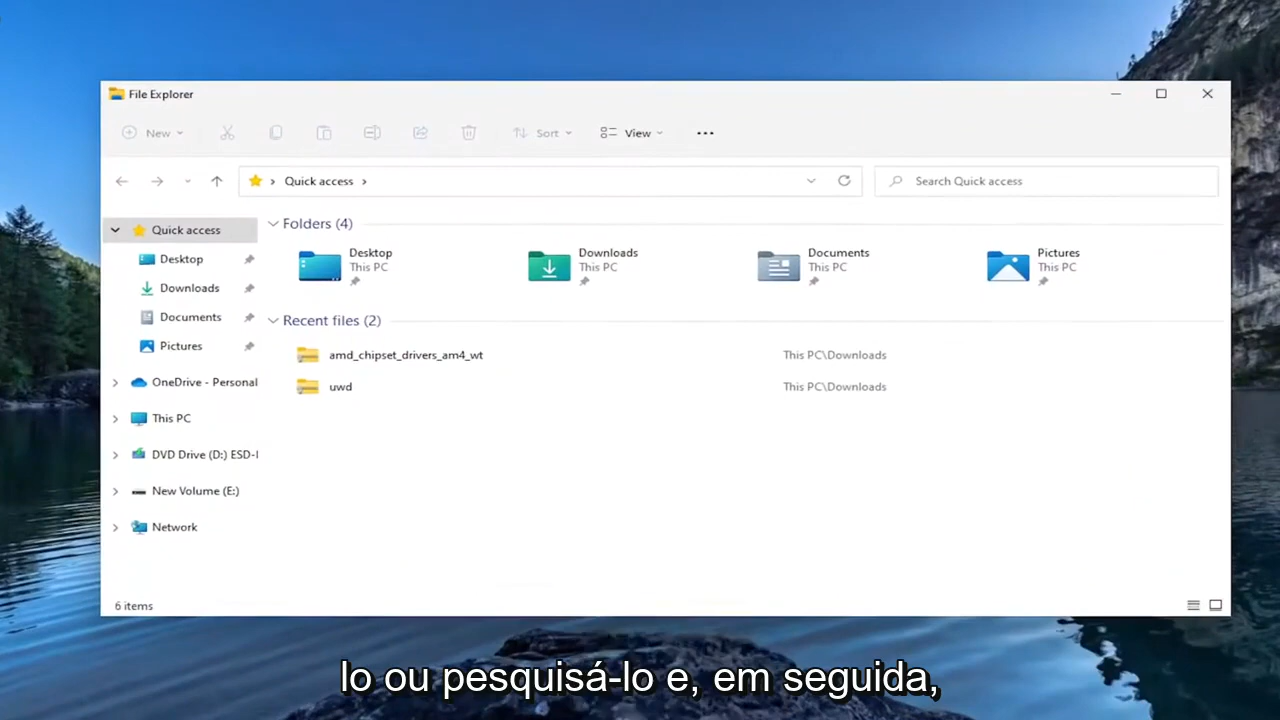 File Explorer
New
Sort
View
Quick access
Search Quick access
Quick access
Desktop
Downloads
Documents
Pictures
OneDrive - Personal
This PC
DVD Drive (D:) ESD-I
New Volume (E:)
Network
Folders (4)
Desktop
This PC
Downloads
This PC
Documents
This PC
Pictures
This PC
Recent files (2)
amd_chipset_drivers_am4_wt This PC\Downloads
uwd This PC\Downloads
6 items
lo ou pesquisá-lo e, em seguida,